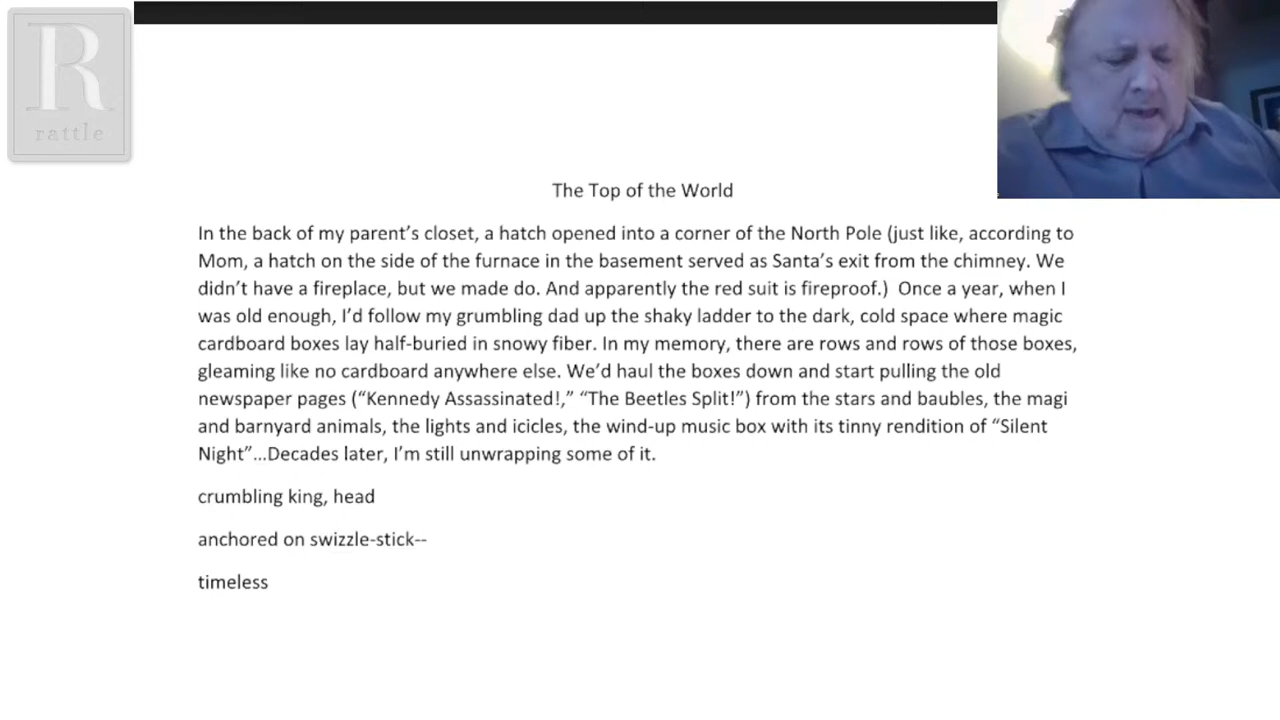 R
rattle
The Top of the World
In the back of my parent’s closet, a hatch opened into a corner of the North Pole (just like, according to
Mom, a hatch on the side of the furnace in the basement served as Santa’s exit from the chimney. We
didn’t have a fireplace, but we made do. And apparently the red suit is fireproof.)  Once a year, when I
was old enough, I’d follow my grumbling dad up the shaky ladder to the dark, cold space where magic
cardboard boxes lay half-buried in snowy fiber. In my memory, there are rows and rows of those boxes,
gleaming like no cardboard anywhere else. We’d haul the boxes down and start pulling the old
newspaper pages (“Kennedy Assassinated!,” “The Beetles Split!”) from the stars and baubles, the magi
and barnyard animals, the lights and icicles, the wind-up music box with its tinny rendition of “Silent
Night”…Decades later, I’m still unwrapping some of it.
crumbling king, head
anchored on swizzle-stick--
timeless